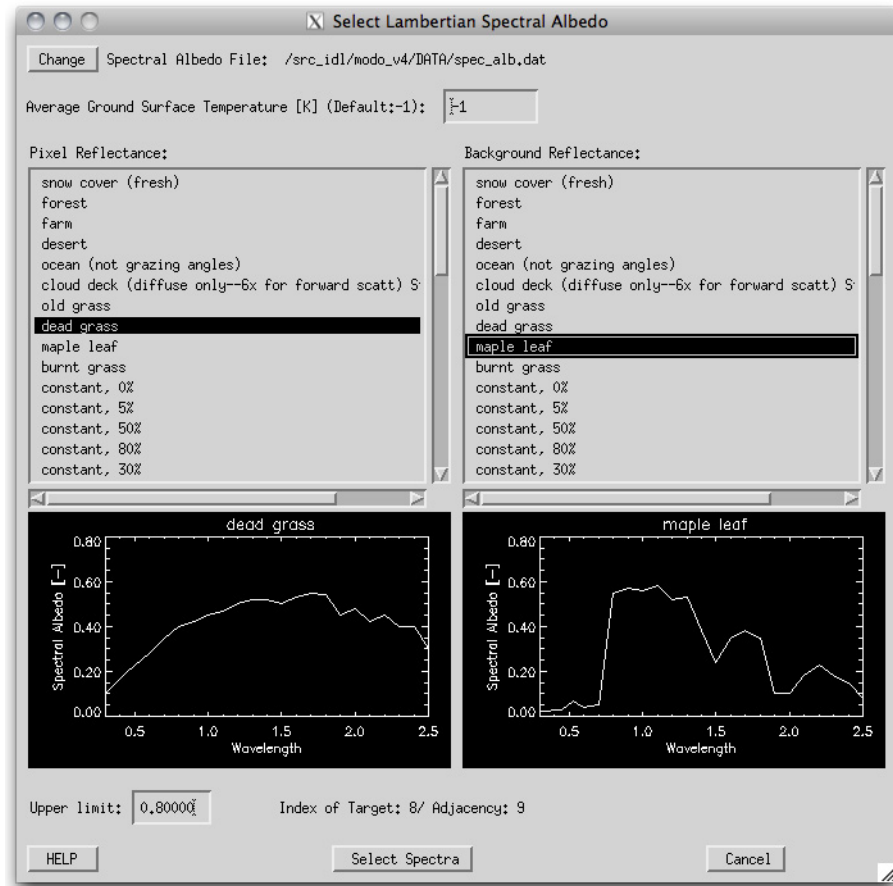 X Select Lambertian Spectral Albedo
Change Spectral Albedo File: /src_idl/modo_v4/DATA/spec_alb.dat
Average Ground Surface Temperature [K] (Default:-1): -1
Pixel Reflectance:
snow cover (fresh)
forest
farm
desert
ocean (not grazing angles)
cloud deck (diffuse only--6x for forward scatt) S
old grass
dead grass
maple leaf
burnt grass
constant, 0%
constant, 5%
constant, 50%
constant, 80%
constant, 30%
Background Reflectance:
snow cover (fresh)
forest
farm
desert
ocean (not grazing angles)
cloud deck (diffuse only--6x for forward scatt) S
old grass
dead grass
maple leaf
burnt grass
constant, 0%
constant, 5%
constant, 50%
constant, 80%
constant, 30%
dead grass
Spectral Albedo [-]
0.80
0.60
0.40
0.20
0.00
0.5 1.0 1.5 2.0 2.5
Wavelength
maple leaf
Spectral Albedo [-]
0.80
0.60
0.40
0.20
0.00
0.5 1.0 1.5 2.0 2.5
Wavelength
Upper limit: 0.80000 Index of Target: 8/ Adjacency: 9
HELP Select Spectra Cancel